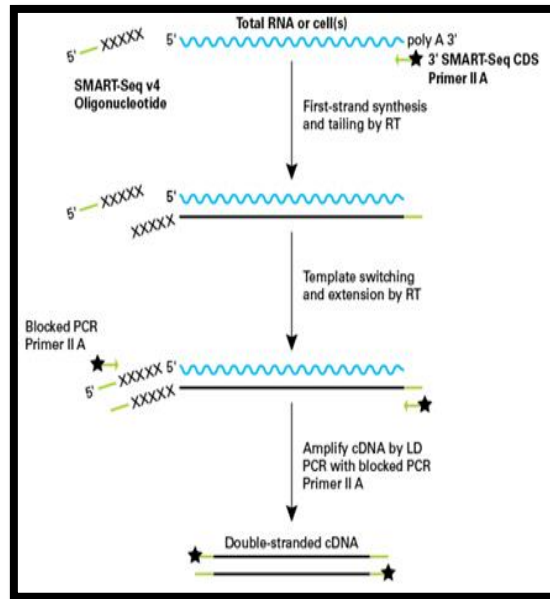 Total RNA or cell(s)
5' XXXXX 5' poly A 3'
3' SMART-Seq CDS
Primer II A
SMART-Seq v4
Oligonucleotide
First-strand synthesis
and tailing by RT
5' XXXXX
XXXXX
Template switching
and extension by RT
Blocked PCR
Primer II A
5' XXXXX 5'
XXXXX
Amplify cDNA by LD
PCR with blocked PCR
Primer II A
Double-stranded cDNA